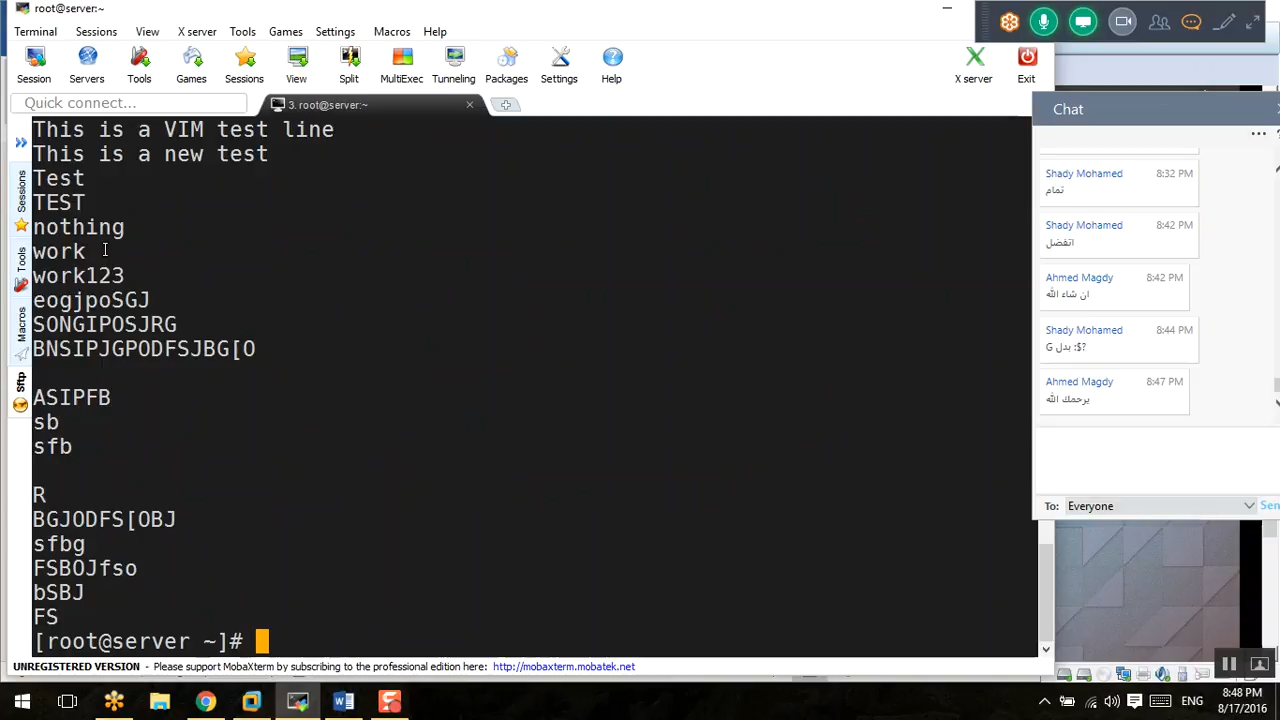 root@server:~
Terminal Sessions View X server Tools Games Settings Macros Help
Session Servers Tools Games Sessions View Split MultiExec Tunneling Packages Settings Help X server Exit
Quick connect...
3. root@server:~
Sessions
Tools
Macros
Sftp
This is a VIM test line
This is a new test
Test
TEST
nothing
work
work123
eogjpoSGJ
SONGIPOSJRG
BNSIPJGPODFSJBG[O
ASIPFB
sb
sfb
R
BGJODFS[OBJ
sfbg
FSBOJfso
bSBJ
FS
[root@server ~]#
UNREGISTERED VERSION - Please support MobaXterm by subscribing to the professional edition here: http://mobaxterm.mobatek.net
Chat
Shady Mohamed 8:32 PM
تمام
Shady Mohamed 8:42 PM
اتفضل
Ahmed Magdy 8:42 PM
ان شاء الله
Shady Mohamed 8:44 PM
G بدل :$?
Ahmed Magdy 8:47 PM
يرحمك الله
To: Everyone
ENG
8:48 PM
8/17/2016